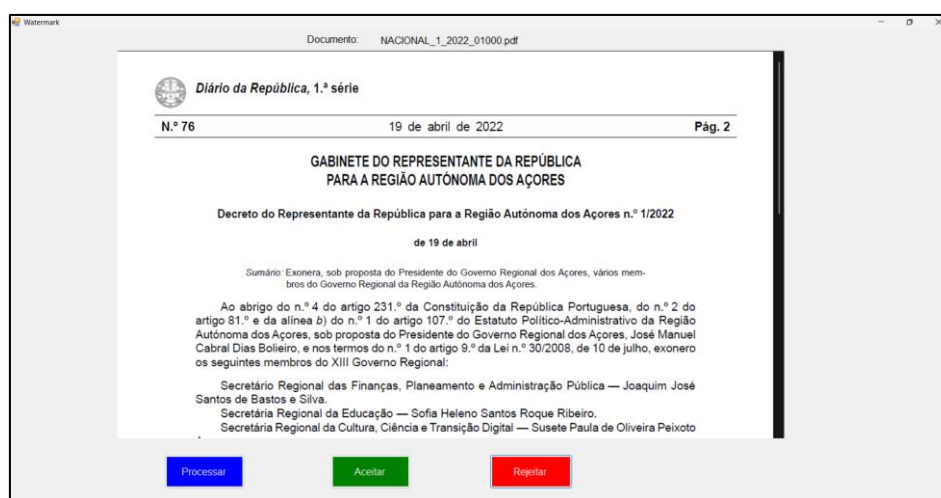 Watermark
Documento: NACIONAL_1_2022_01000.pdf
Diário da República, 1.ª série
N.º 76 19 de abril de 2022 Pág. 2
GABINETE DO REPRESENTANTE DA REPÚBLICA
PARA A REGIÃO AUTÓNOMA DOS AÇORES
Decreto do Representante da República para a Região Autónoma dos Açores n.º 1/2022
de 19 de abril
Sumário: Exonera, sob proposta do Presidente do Governo Regional dos Açores, vários mem-
bros do Governo Regional da Região Autónoma dos Açores.
Ao abrigo do n.º 4 do artigo 231.º da Constituição da República Portuguesa, do n.º 2 do
artigo 81.º e da alínea b) do n.º 1 do artigo 107.º do Estatuto Político-Administrativo da Região
Autónoma dos Açores, sob proposta do Presidente do Governo Regional dos Açores, José Manuel
Cabral Dias Bolieiro, e nos termos do n.º 1 do artigo 9.º da Lei n.º 30/2008, de 10 de julho, exonero
os seguintes membros do XIII Governo Regional:
Secretário Regional das Finanças, Planeamento e Administração Pública — Joaquim José
Santos de Bastos e Silva.
Secretária Regional da Educação — Sofia Heleno Santos Roque Ribeiro.
Secretária Regional da Cultura, Ciência e Transição Digital — Susete Paula de Oliveira Peixoto
Processar Aceitar Rejeitar